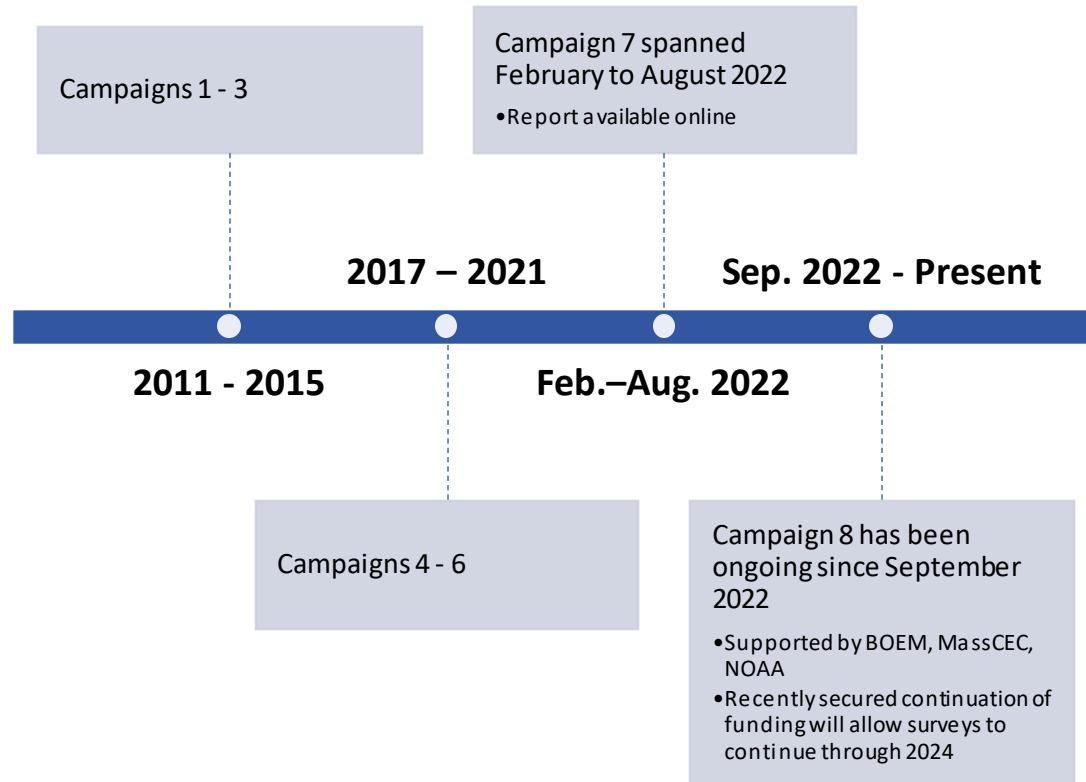 Campaigns 1 - 3
Campaign 7 spanned
February to August 2022
•Report available online
2017 – 2021
Sep. 2022 - Present
2011 - 2015
Feb.–Aug. 2022
Campaigns 4 - 6
Campaign 8 has been
ongoing since September
2022
•Supported by BOEM, MassCEC,
NOAA
•Recently secured continuation of
funding will allow surveys to
continue through 2024